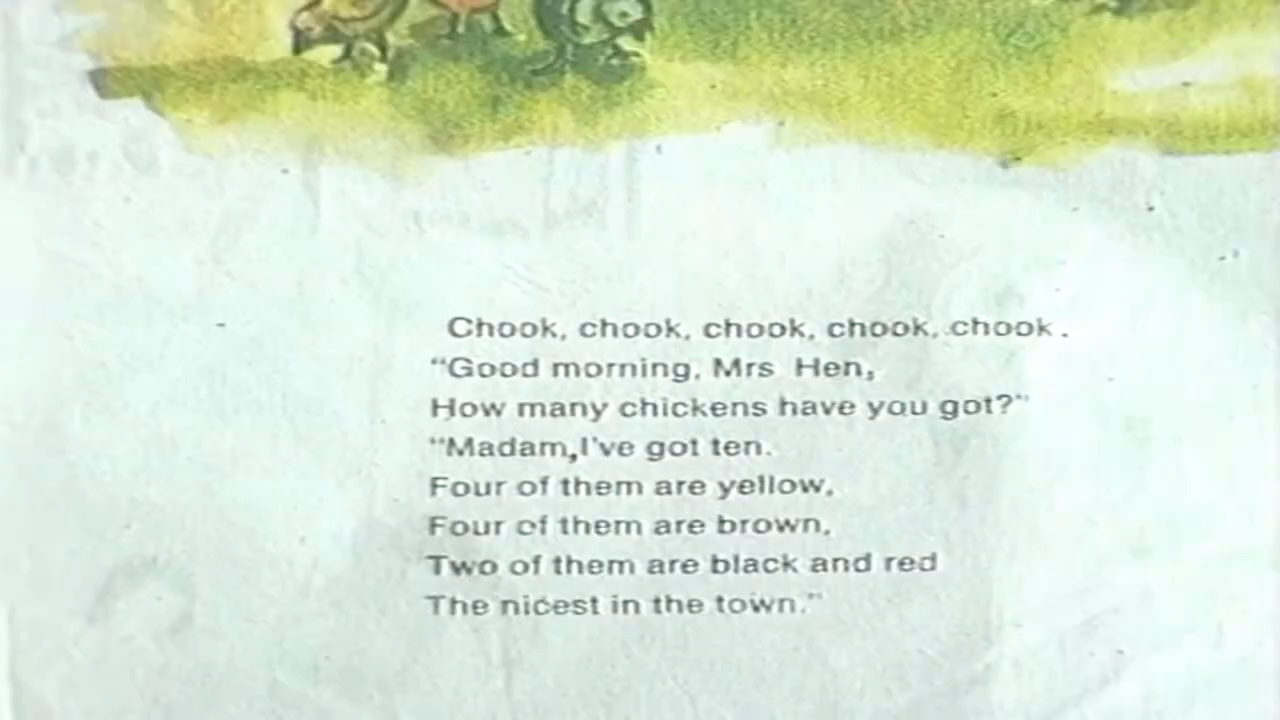 Chook, chook, chook, chook, chook.
“Good morning, Mrs Hen,
How many chickens have you got?”
“Madam,I've got ten.
Four of them are yellow,
Four of them are brown,
Two of them are black and red
The nicest in the town.”